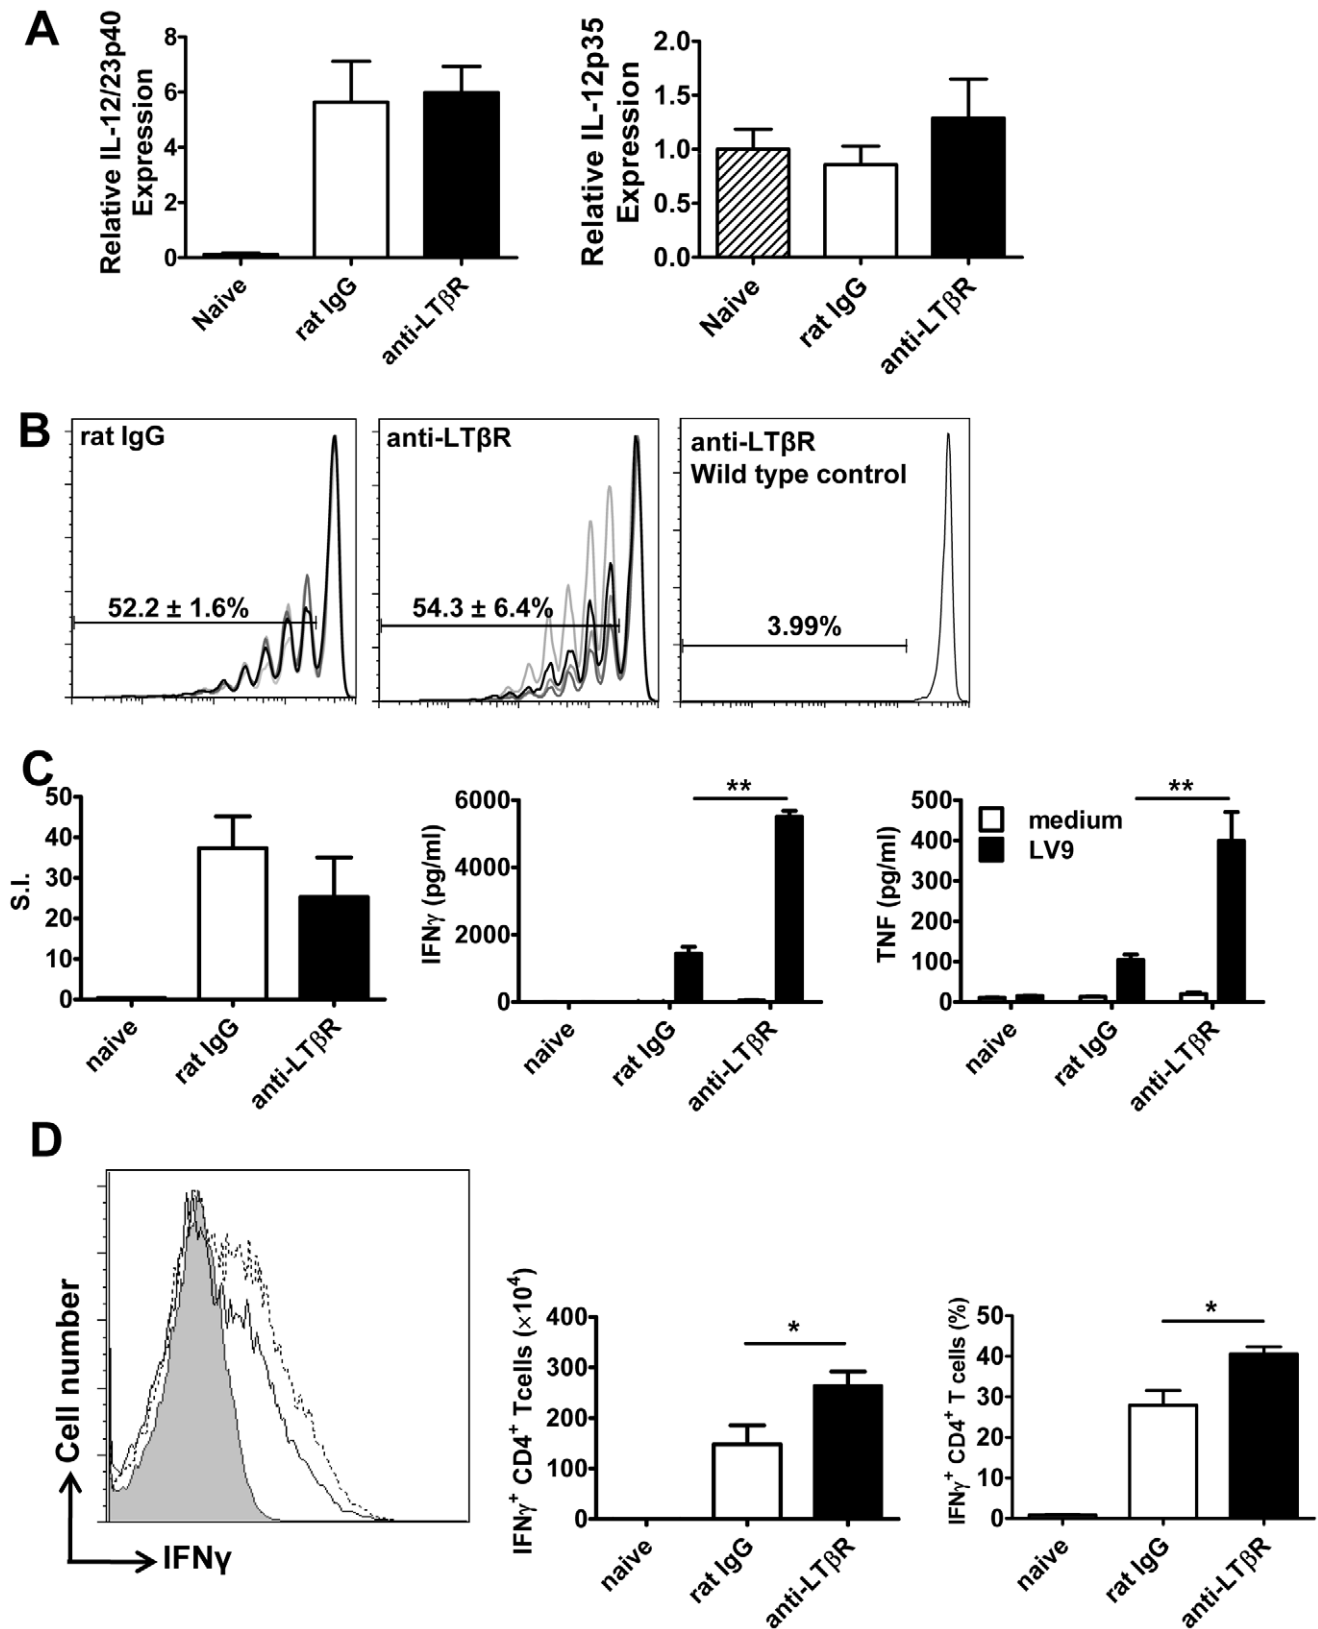 A
Relative IL-12/23p40
Expression
8
6
4
2
0
Naive
rat IgG
anti-LTβR
Relative IL-12p35
Expression
2.0
1.5
1.0
0.5
0.0
Naive
rat IgG
anti-LTβR
B
rat IgG
52.2 ± 1.6%
anti-LTβR
54.3 ± 6.4%
anti-LTβR
Wild type control
3.99%
C
S.I.
50
40
30
20
10
0
naive
rat IgG
anti-LTβR
IFNγ (pg/ml)
6000
4000
2000
0
**
naive
rat IgG
anti-LTβR
TNF (pg/ml)
500
400
300
200
100
0
medium
LV9
**
naive
rat IgG
anti-LTβR
D
Cell number
IFNγ
IFNγ⁺ CD4⁺ Tcells (×10⁴)
400
300
200
100
0
*
naive
rat IgG
anti-LTβR
IFNγ⁺ CD4⁺ T cells (%)
50
40
30
20
10
0
*
naive
rat IgG
anti-LTβR